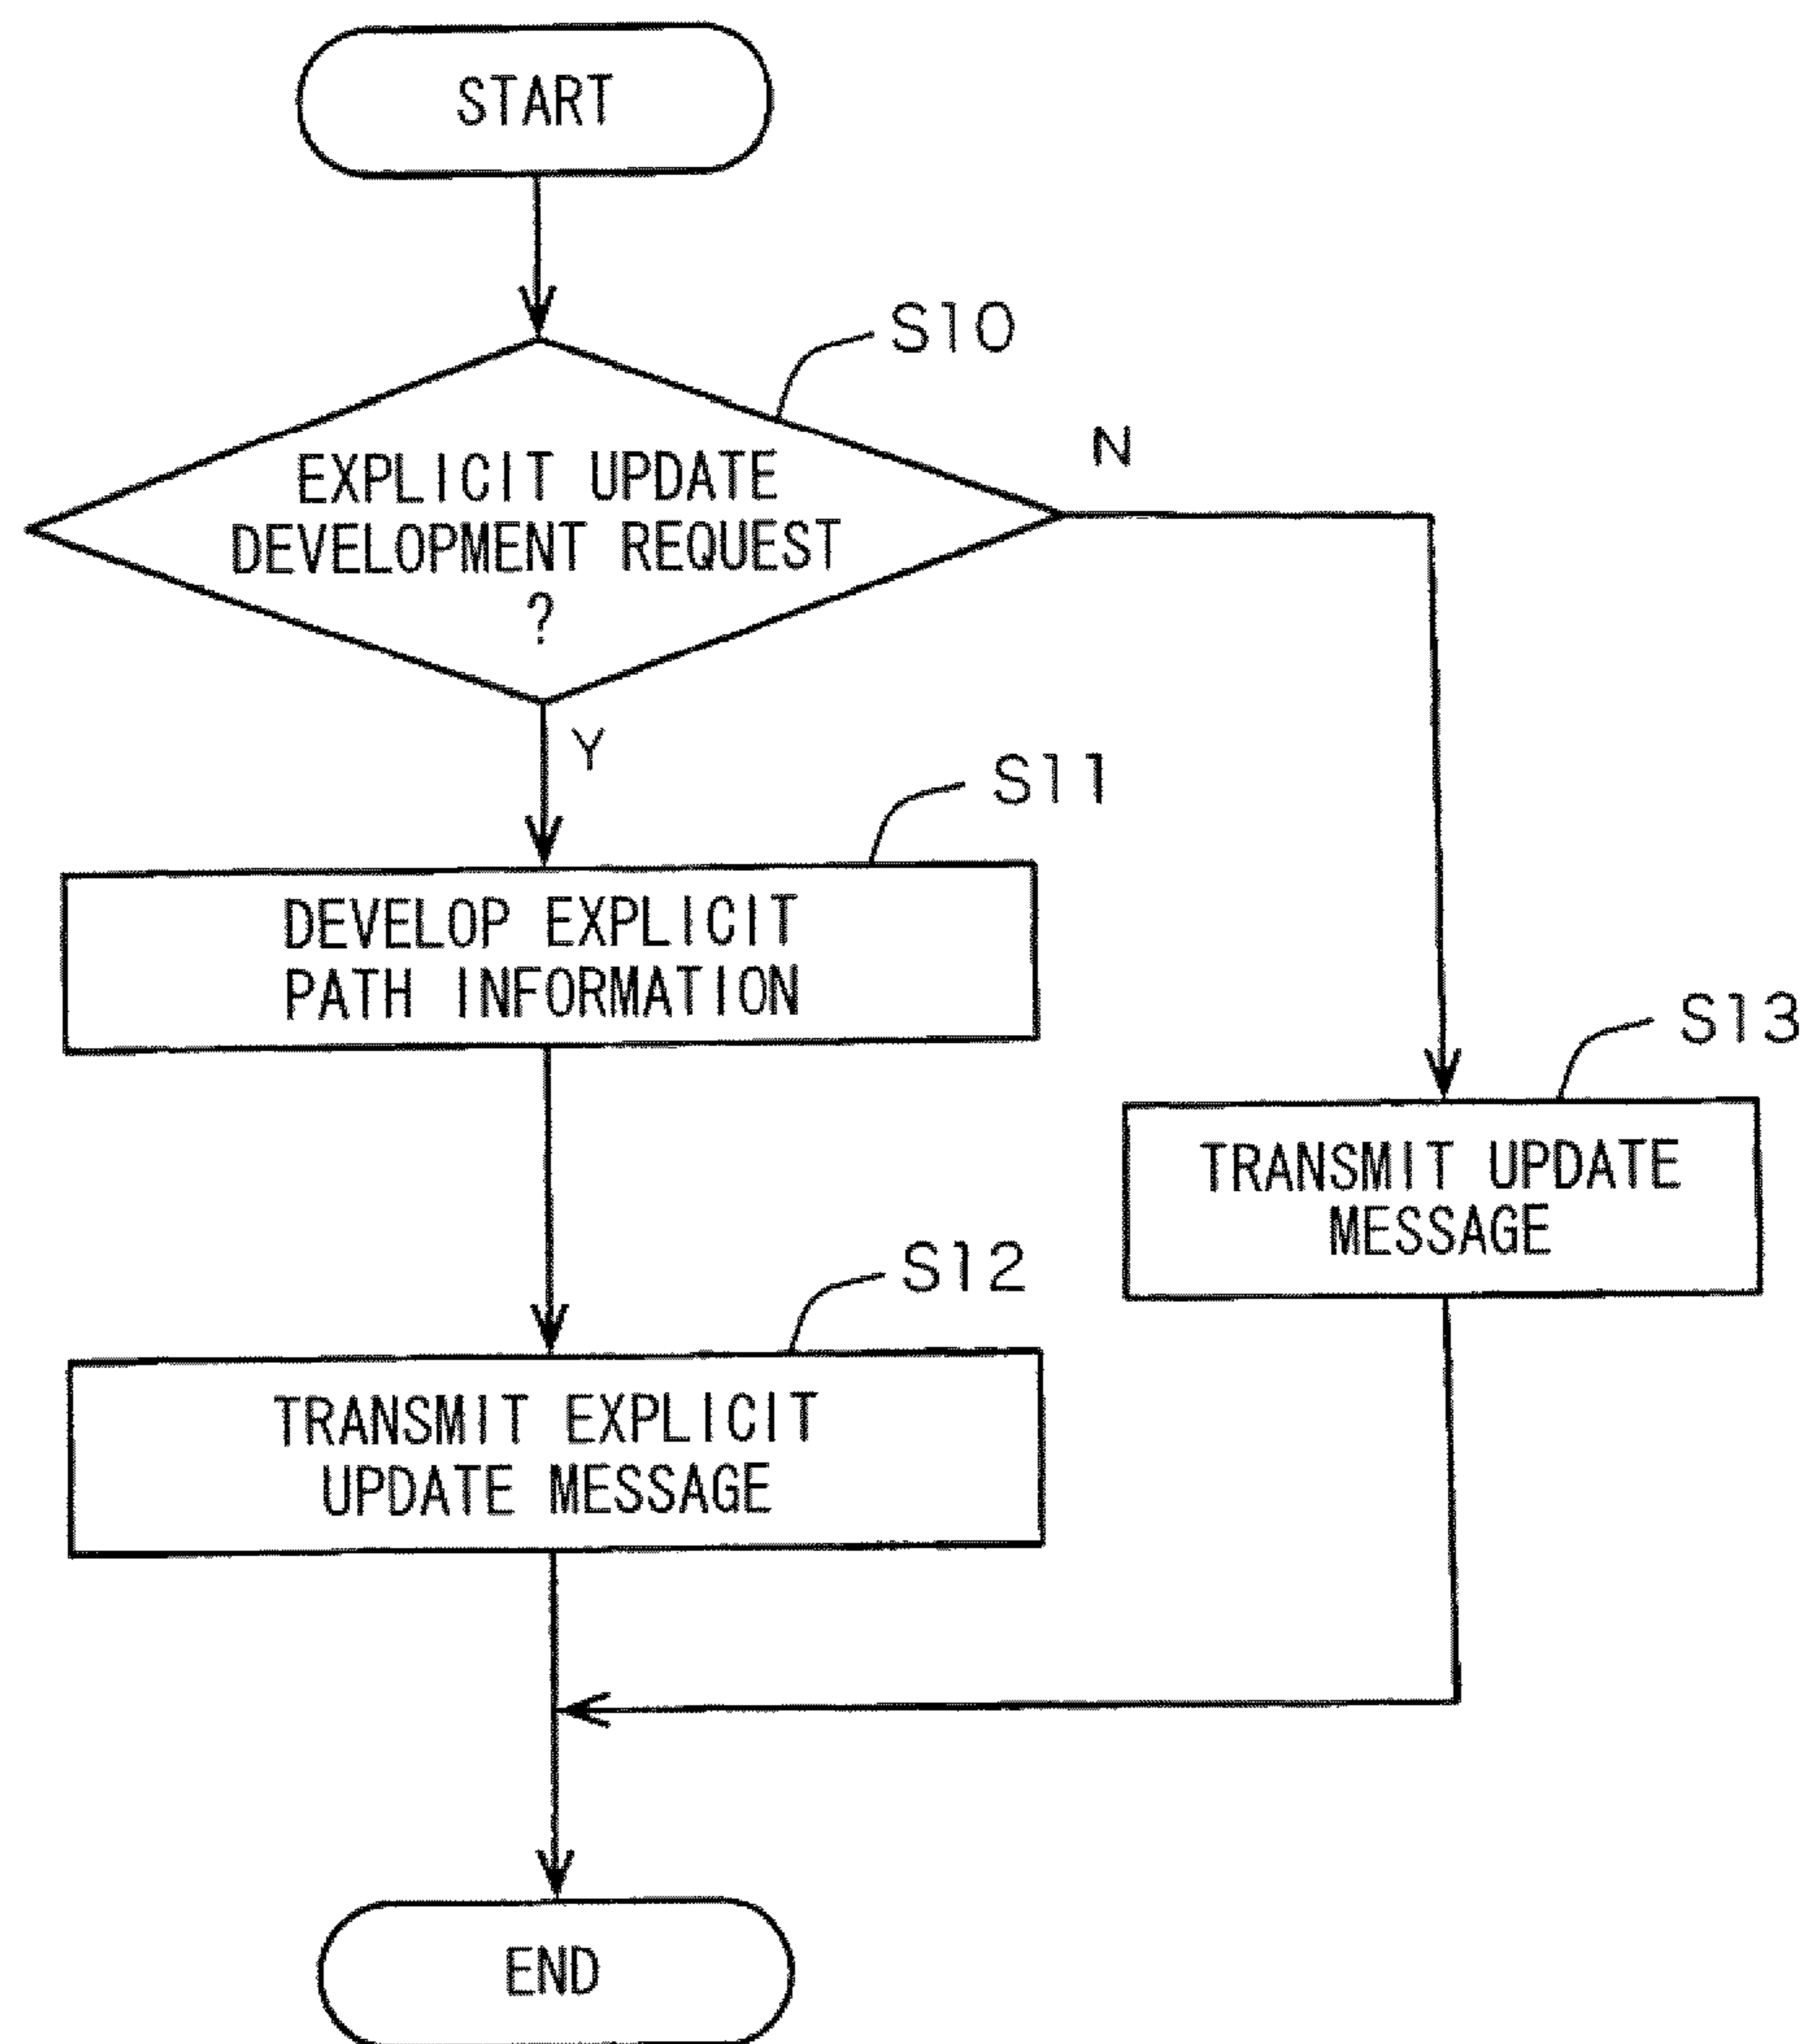 START
S10
N
EXPLICIT UPDATE
DEVELOPMENT REQUEST
?
Y
S11
DEVELOP EXPLICIT
PATH INFORMATION
S13
TRANSMIT UPDATE
MESSAGE
S12
TRANSMIT EXPLICIT
UPDATE MESSAGE
END